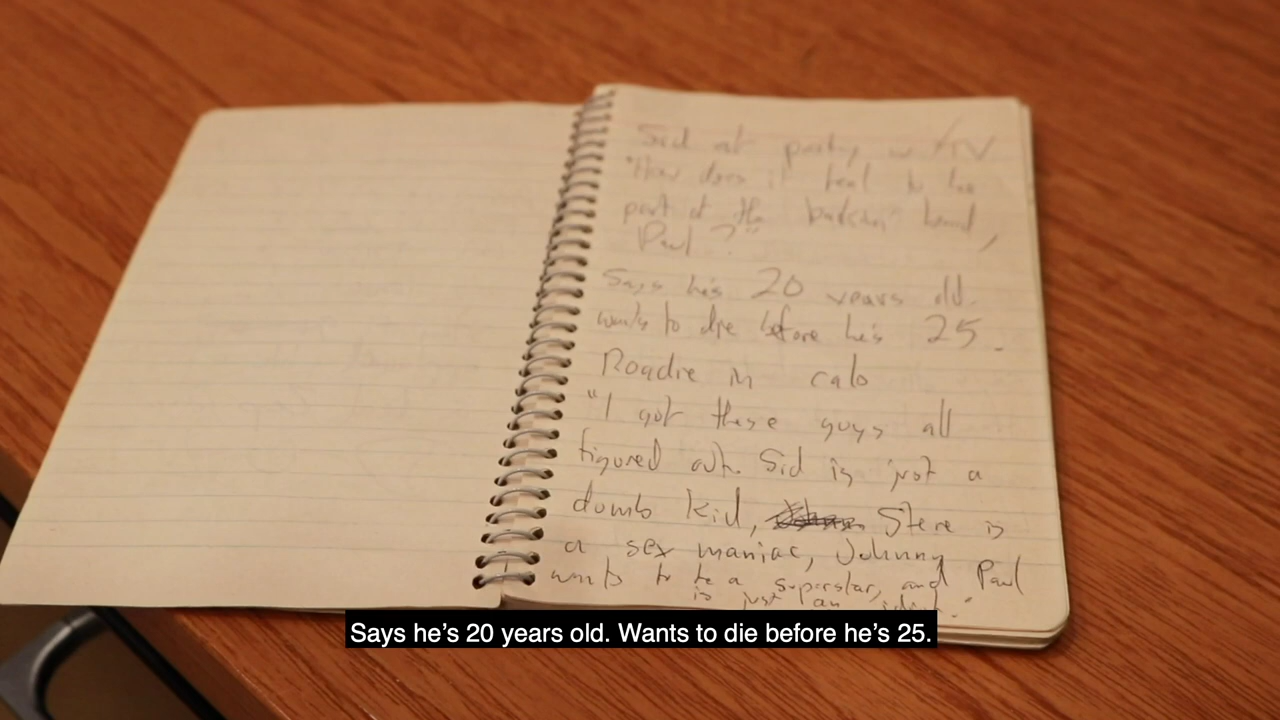 Sid at party w/ TV
"How does it feel to be
part of the butcher band,
Paul?"
Says he's 20 years old.
wants to die before he's 25.
Roadie in cab
"I got these guys all
figured out. Sid is just a
dumb kid, Steve is
a sex maniac, Johnny
wants to be a superstar, and Paul
is just an idiot."
Says he's 20 years old. Wants to die before he's 25.